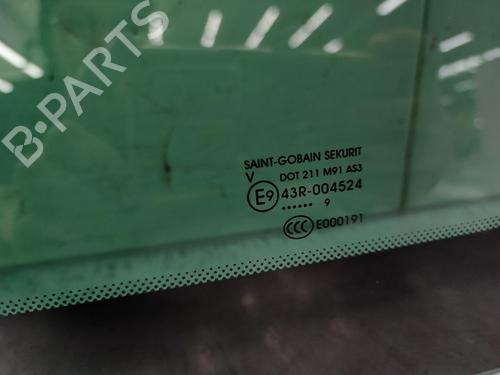 B-PARTS
SAINT-GOBAIN SEKURIT
V DOT 211 M91 AS3
E9 43R-004524
...... 9
CCC E000191